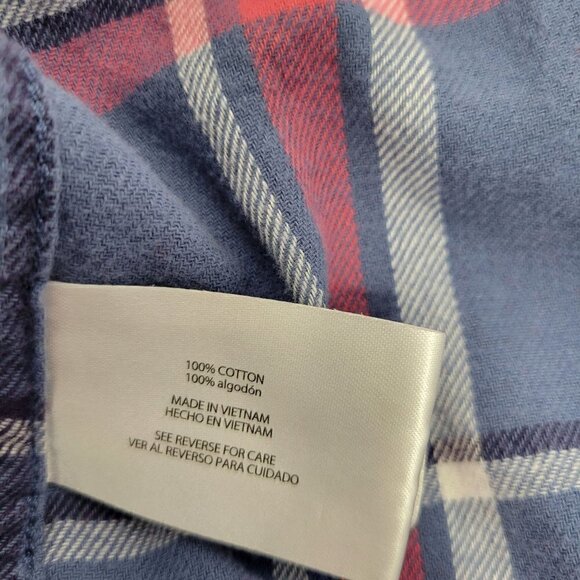 100% COTTON
100% algodón
MADE IN VIETNAM
HECHO EN VIETNAM
SEE REVERSE FOR CARE
VER AL REVERSO PARA CUIDADO